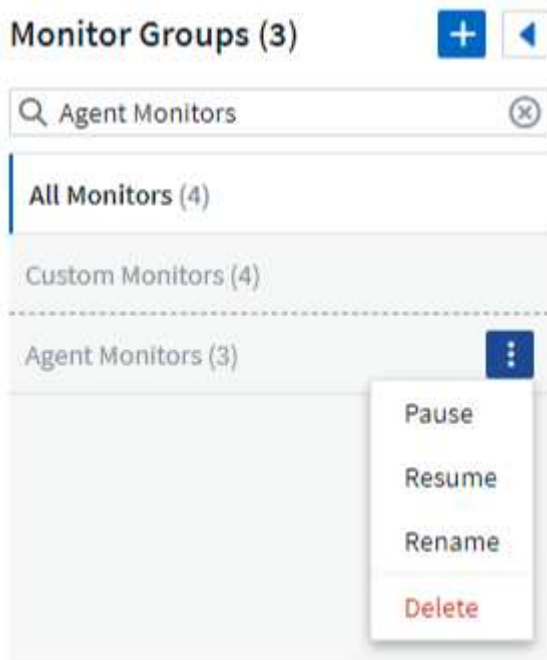 Monitor Groups (3)
Agent Monitors
All Monitors (4)
Custom Monitors (4)
Agent Monitors (3)
Pause
Resume
Rename
Delete